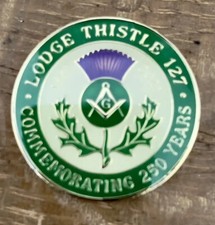 LODGE THISTLE 127
G
COMMEMORATING 250 YEARS